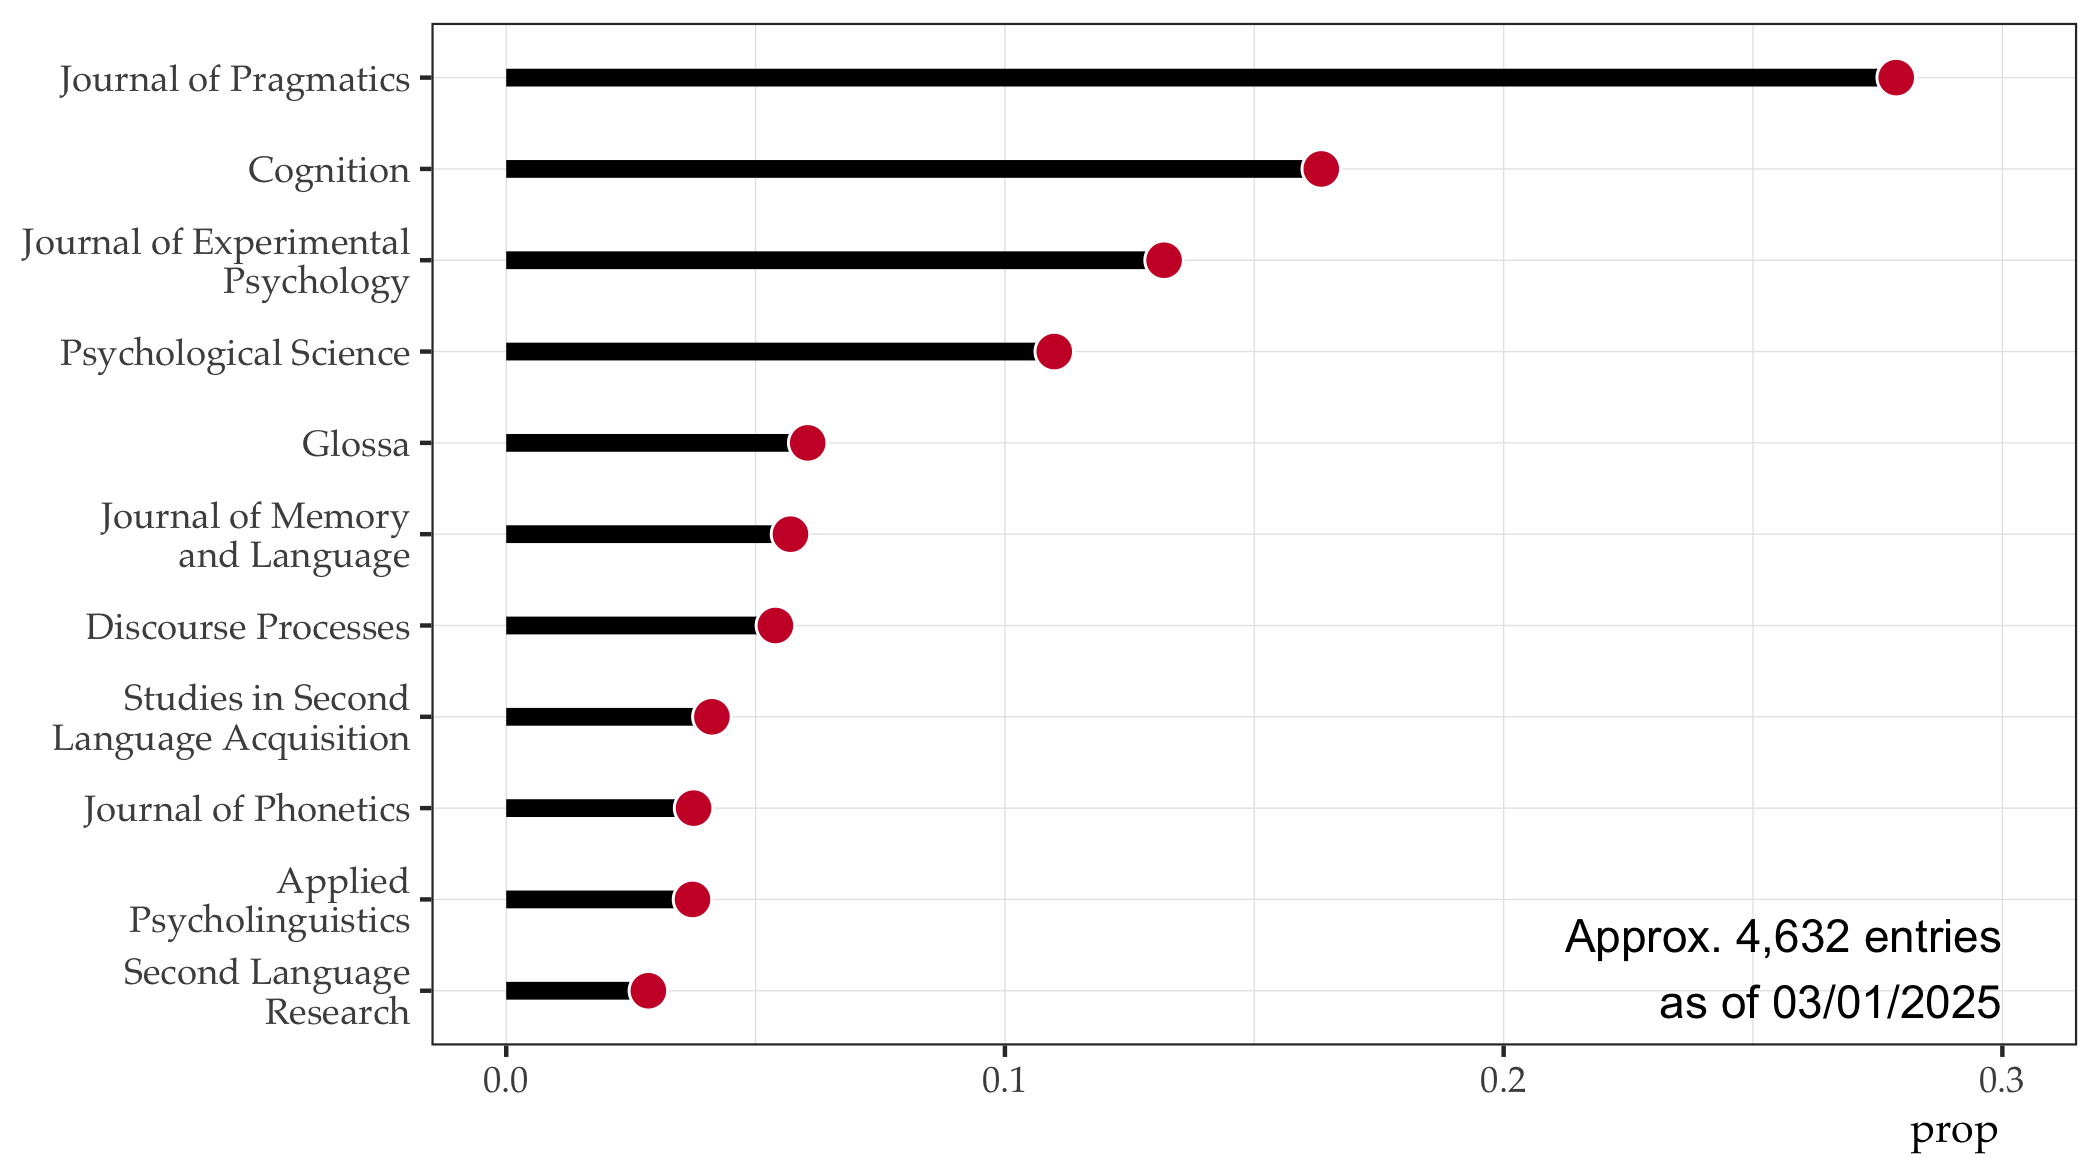 Journal of Pragmatics
Cognition
Journal of Experimental
Psychology
Psychological Science
Glossa
Journal of Memory
and Language
Discourse Processes
Studies in Second
Language Acquisition
Journal of Phonetics
Applied
Psycholinguistics
Second Language
Research
Approx. 4,632 entries
as of 03/01/2025
0.0
0.1
0.2
0.3
prop